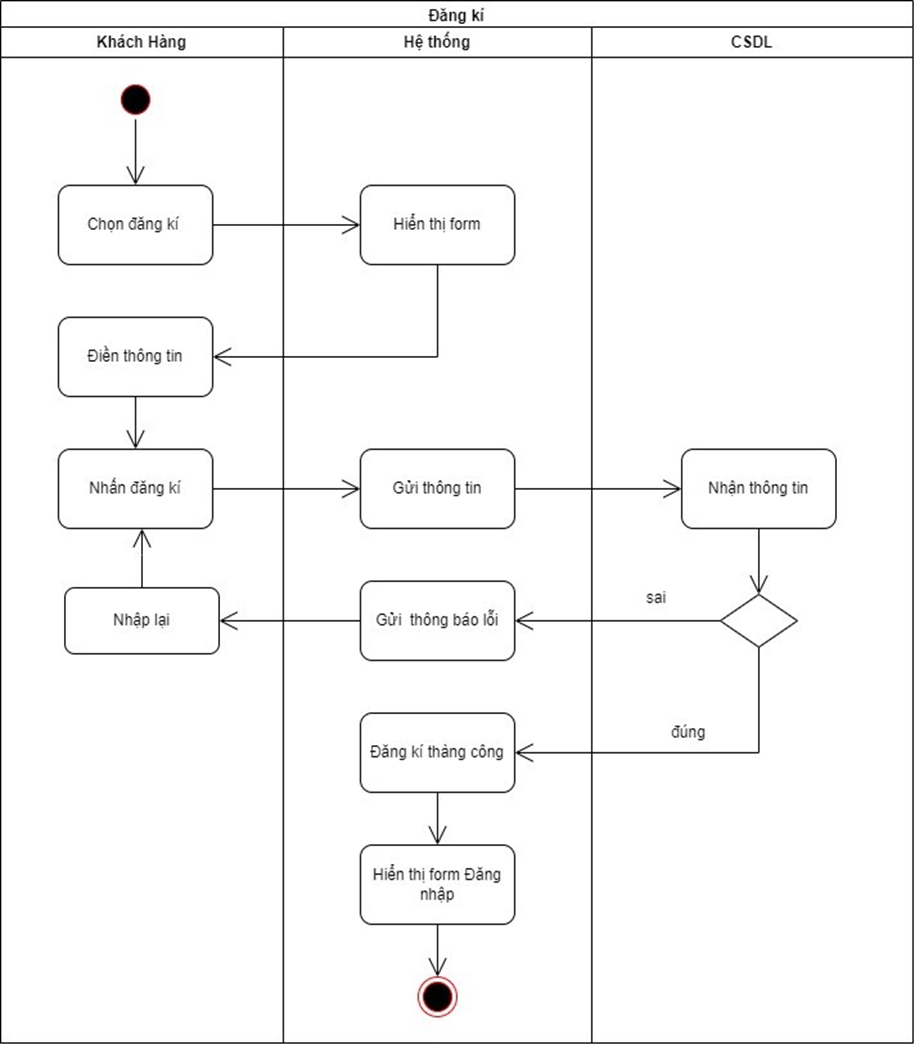 Đăng kí
Khách Hàng
Hệ thống
CSDL
Chọn đăng kí
Hiển thị form
Điền thông tin
Nhấn đăng kí
Gửi thông tin
Nhận thông tin
sai
Nhập lại
Gửi thông báo lỗi
đúng
Đăng kí thảng công
Hiển thị form Đăng
nhập